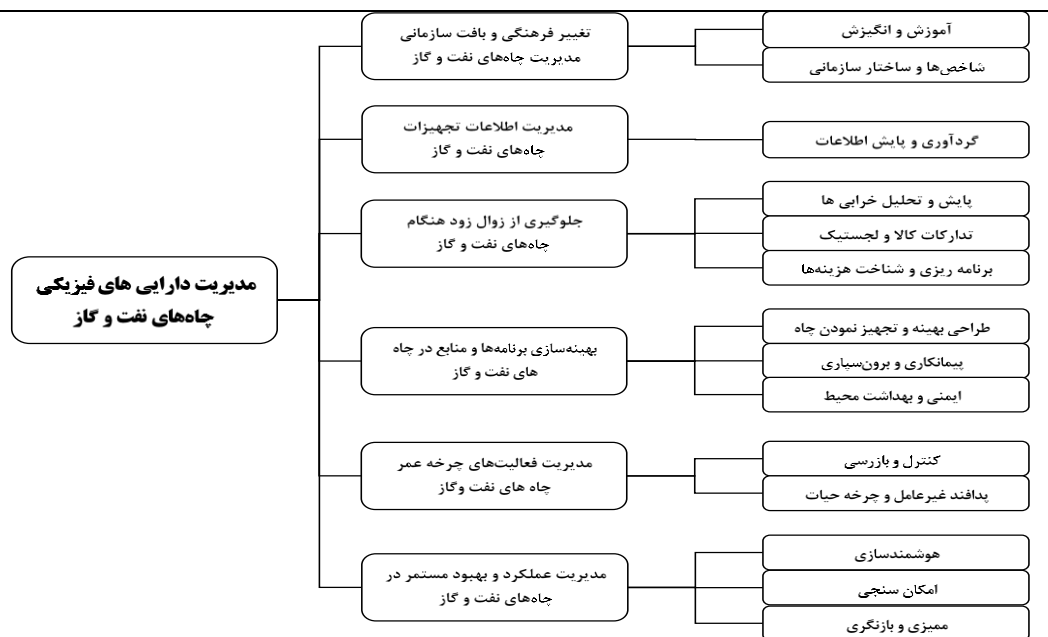 مدیریت دارایی های فیزیکی
چاه‌های نفت و گاز
تغییر فرهنگی و بافت سازمانی
مدیریت چاه‌های نفت و گاز
آموزش و انگیزش
شاخص‌ها و ساختار سازمانی
مدیریت اطلاعات تجهیزات
چاه‌های نفت و گاز
گردآوری و پایش اطلاعات
جلوگیری از زوال زود هنگام
چاه‌های نفت و گاز
پایش و تحلیل خرابی ها
تدارکات کالا و لجستیک
برنامه ریزی و شناخت هزینه‌ها
بهینه‌سازی برنامه‌ها و منابع در چاه
های نفت و گاز
طراحی بهینه و تجهیز نمودن چاه
پیمانکاری و برون‌سپاری
ایمنی و بهداشت محیط
مدیریت فعالیت‌های چرخه عمر
چاه های نفت وگاز
کنترل و بازرسی
پدافند غیرعامل و چرخه حیات
مدیریت عملکرد و بهبود مستمر در
چاه‌های نفت و گاز
هوشمندسازی
امکان سنجی
ممیزی و بازنگری